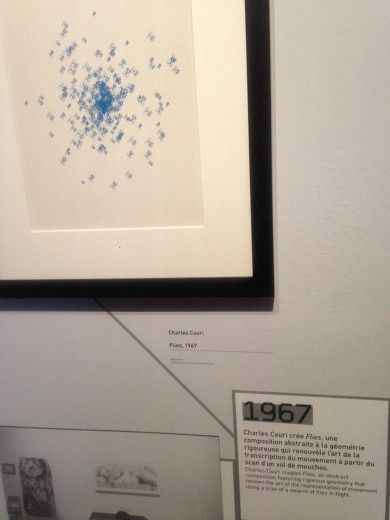 Charles Csuri
Flies, 1967
1967
Charles Csuri crée Flies, une
composition abstraite à la géométrie
rigoureuse qui renouvèle l'art de la
transcription du mouvement à partir du
scan d'un vol de mouches.
Charles Csuri creates Flies, an abstract
composition featuring rigorous geometry that
renews the art of the representation of movement
using a scan of a swarm of flies in flight.